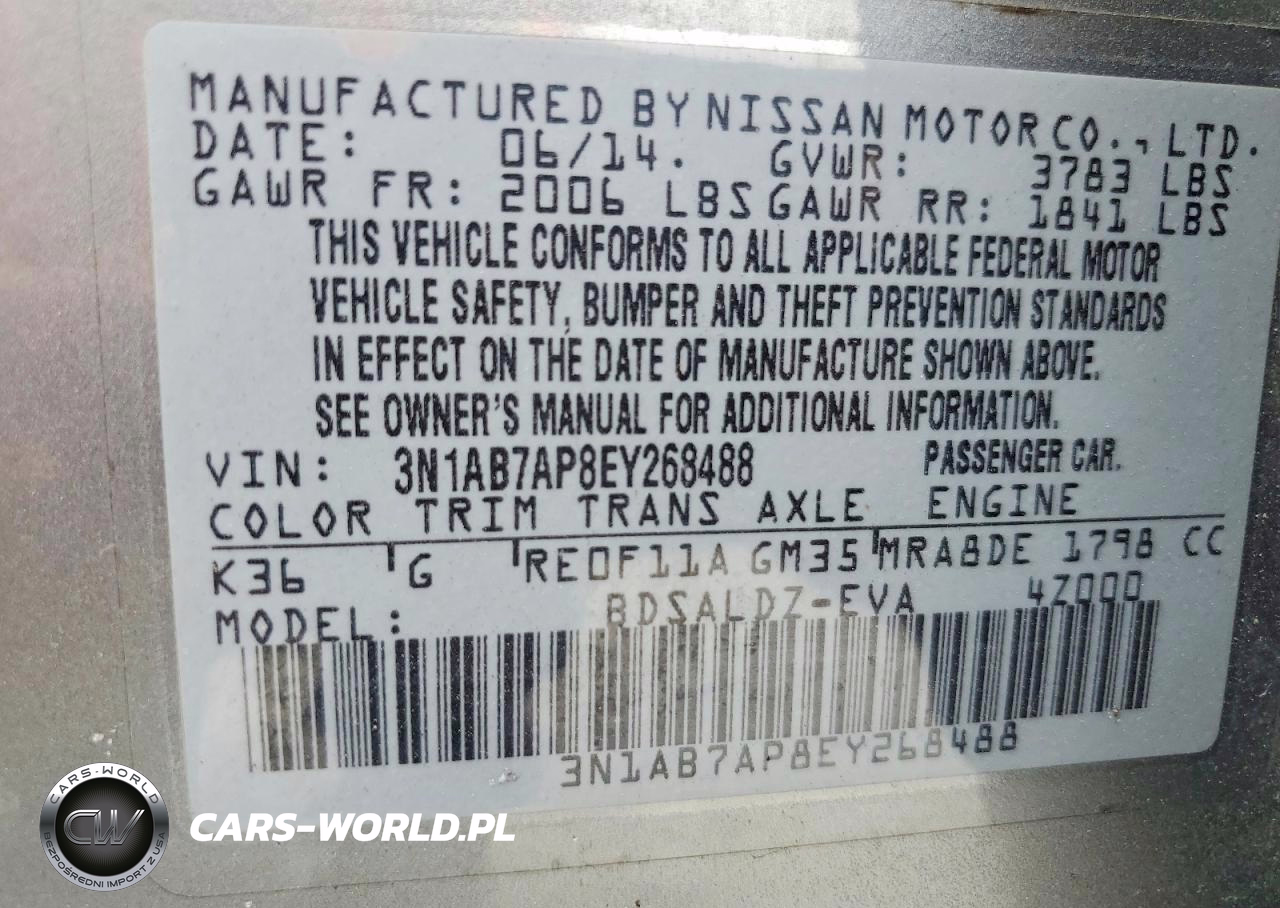 MANUFACTURED BY NISSAN MOTOR CO., LTD.
DATE: 06/14. GVWR: 3783 LBS
GAWR FR: 2006 LBS GAWR RR: 1841 LBS
THIS VEHICLE CONFORMS TO ALL APPLICABLE FEDERAL MOTOR
VEHICLE SAFETY, BUMPER AND THEFT PREVENTION STANDARDS
IN EFFECT ON THE DATE OF MANUFACTURE SHOWN ABOVE.
SEE OWNER'S MANUAL FOR ADDITIONAL INFORMATION.
VIN: 3N1AB7AP8EY268488 PASSENGER CAR.
COLOR TRIM TRANS AXLE ENGINE
K36 G RE0F11A GM35 MRA8DE 1798 CC
MODEL: BDSALDZ-EVA 4Z000
3N1AB7AP8EY268488
CARS-WORLD
CW
BEZPOŚREDNI IMPORT Z USA
CARS-WORLD.PL